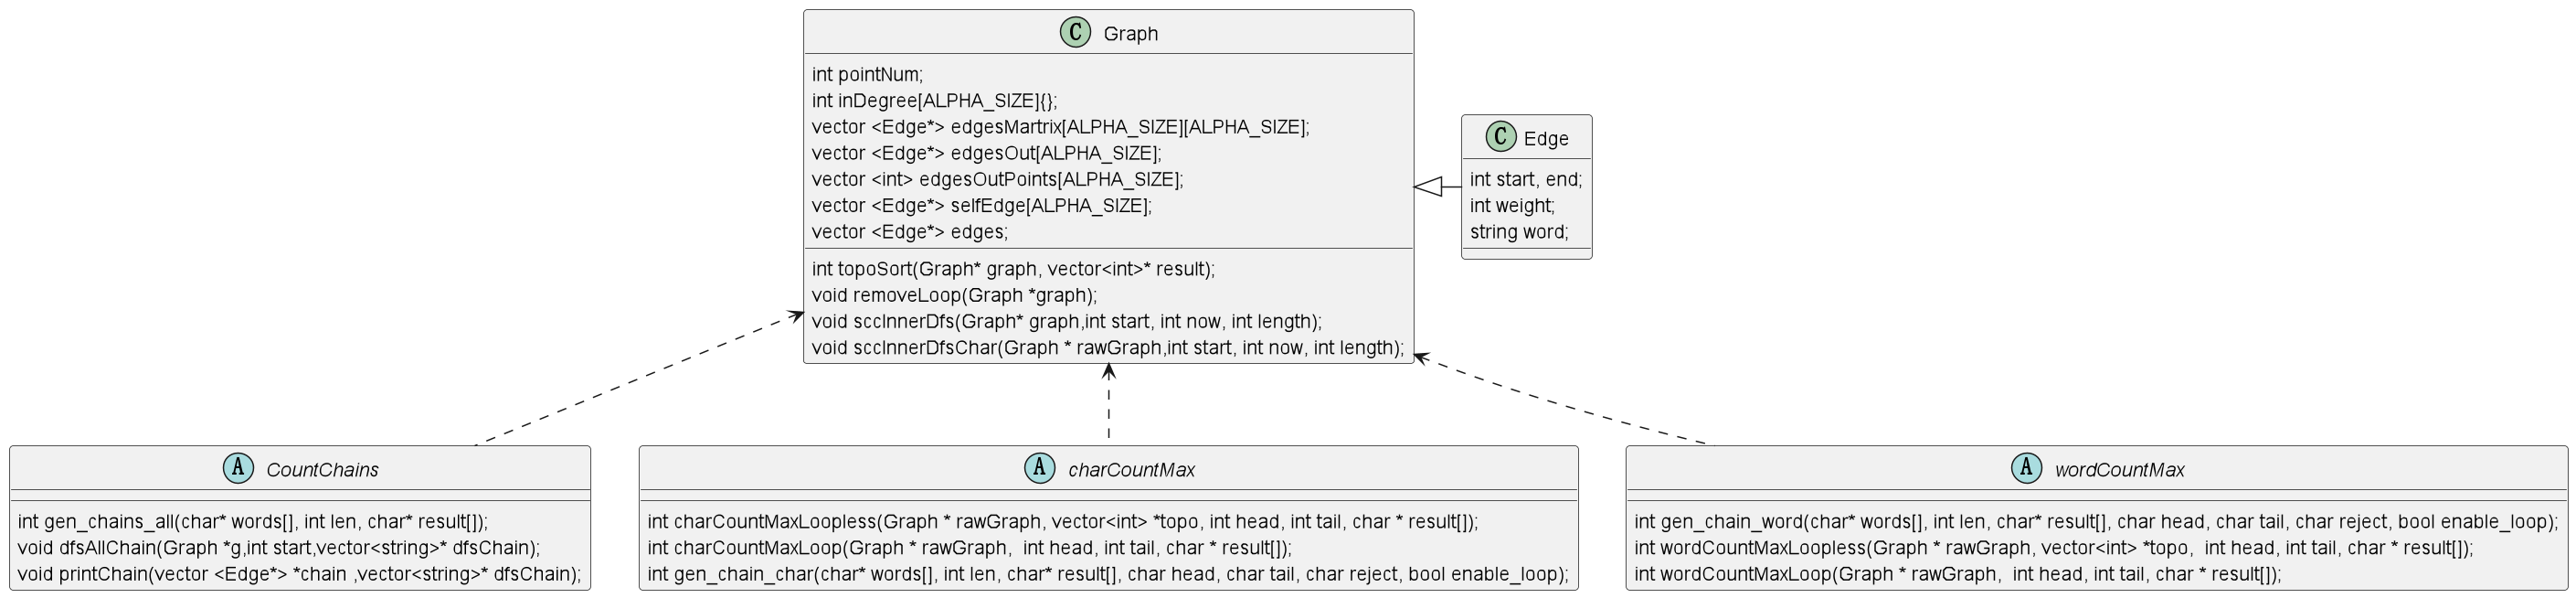 C Graph
int pointNum;
int inDegree[ALPHA_SIZE]{};
vector <Edge*> edgesMartrix[ALPHA_SIZE][ALPHA_SIZE];
vector <Edge*> edgesOut[ALPHA_SIZE];
vector <int> edgesOutPoints[ALPHA_SIZE];
vector <Edge*> selfEdge[ALPHA_SIZE];
vector <Edge*> edges;
int topoSort(Graph* graph, vector<int>* result);
void removeLoop(Graph *graph);
void sccInnerDfs(Graph* graph,int start, int now, int length);
void sccInnerDfsChar(Graph * rawGraph,int start, int now, int length);
C Edge
int start, end;
int weight;
string word;
A CountChains
int gen_chains_all(char* words[], int len, char* result[]);
void dfsAllChain(Graph *g,int start,vector<string>* dfsChain);
void printChain(vector <Edge*> *chain ,vector<string>* dfsChain);
A charCountMax
int charCountMaxLoopless(Graph * rawGraph, vector<int> *topo, int head, int tail, char * result[]);
int charCountMaxLoop(Graph * rawGraph,  int head, int tail, char * result[]);
int gen_chain_char(char* words[], int len, char* result[], char head, char tail, char reject, bool enable_loop);
A wordCountMax
int gen_chain_word(char* words[], int len, char* result[], char head, char tail, char reject, bool enable_loop);
int wordCountMaxLoopless(Graph * rawGraph, vector<int> *topo,  int head, int tail, char * result[]);
int wordCountMaxLoop(Graph * rawGraph,  int head, int tail, char * result[]);